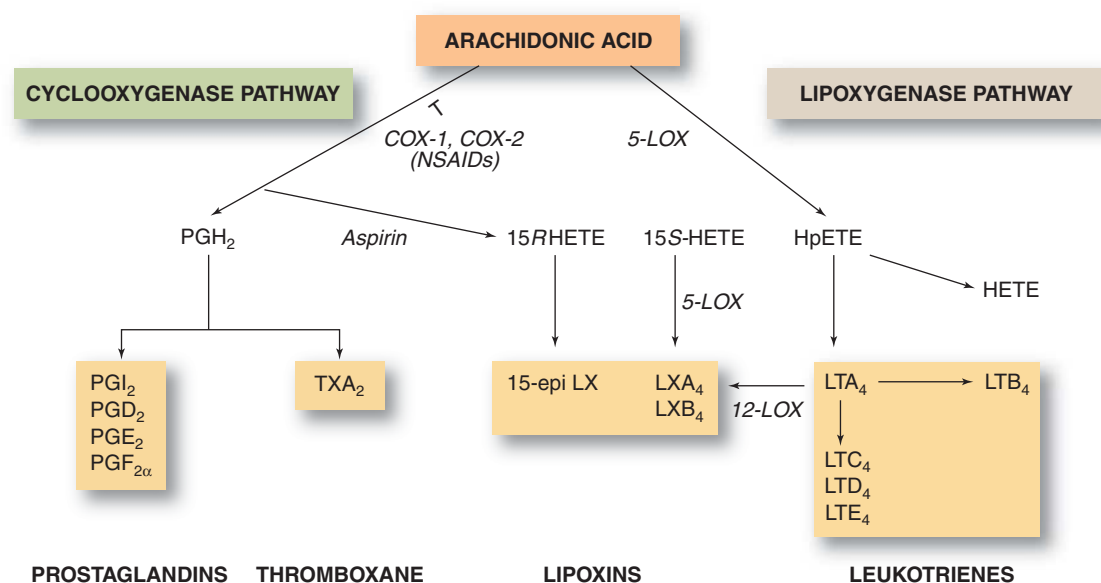 ARACHIDONIC ACID
CYCLOOXYGENASE PATHWAY
LIPOXYGENASE PATHWAY
COX-1, COX-2
(NSAIDs)
5-LOX
PGH₂
Aspirin
15RHETE
15S-HETE
HpETE
HETE
5-LOX
PGI₂
PGD₂
PGE₂
PGF₂α
TXA₂
15-epi LX
LXA₄
LXB₄
12-LOX
LTA₄
LTB₄
LTC₄
LTD₄
LTE₄
PROSTAGLANDINS
THROMBOXANE
LIPOXINS
LEUKOTRIENES